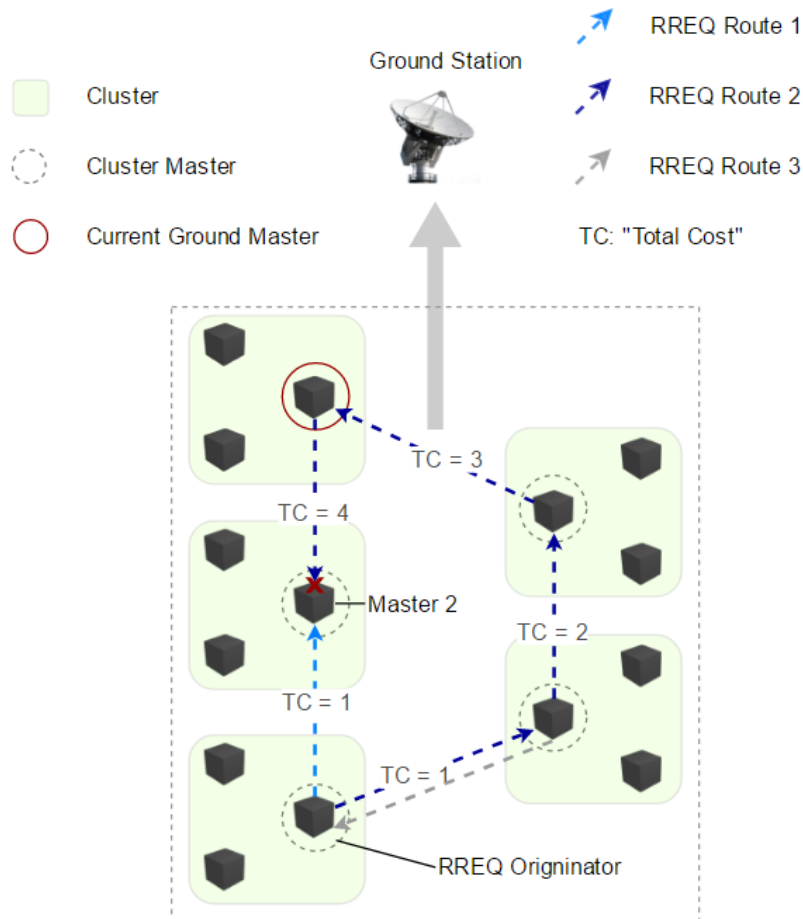 RREQ Route 1
Ground Station
Cluster
RREQ Route 2
Cluster Master
RREQ Route 3
Current Ground Master
TC: "Total Cost"
TC = 3
TC = 4
Master 2
TC = 2
TC = 1
TC = 1
RREQ Origninator